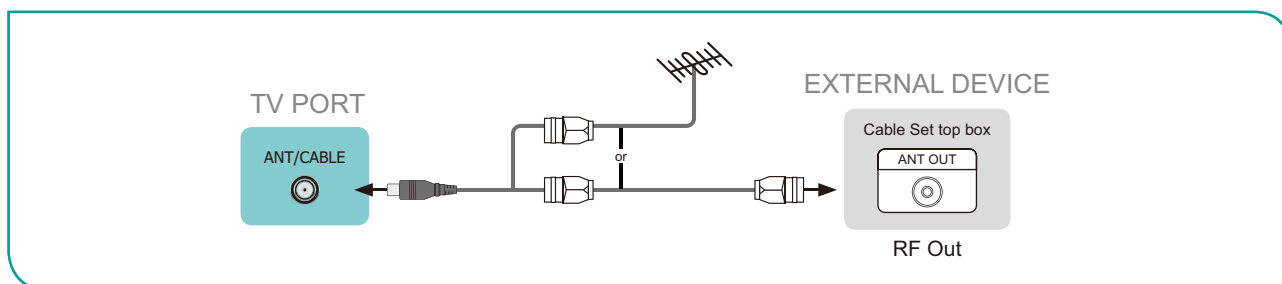 TV PORT
ANT/CABLE
or
EXTERNAL DEVICE
Cable Set top box
ANT OUT
RF Out